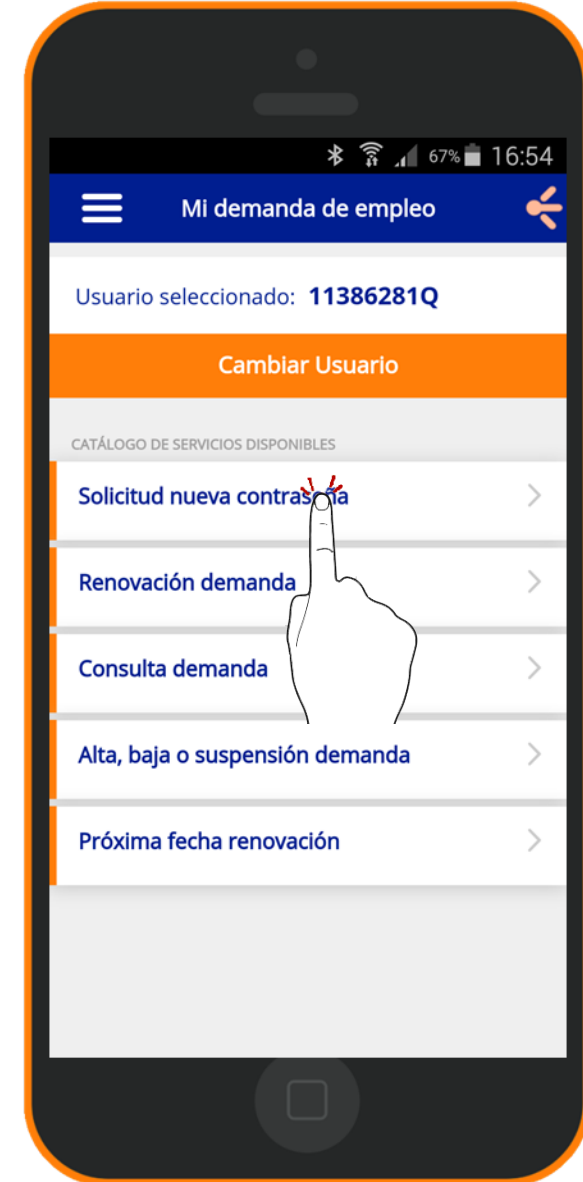 67% 16:54
Mi demanda de empleo
Usuario seleccionado: 11386281Q
Cambiar Usuario
CATÁLOGO DE SERVICIOS DISPONIBLES
Solicitud nueva contraseña
Renovación demanda
Consulta demanda
Alta, baja o suspensión demanda
Próxima fecha renovación